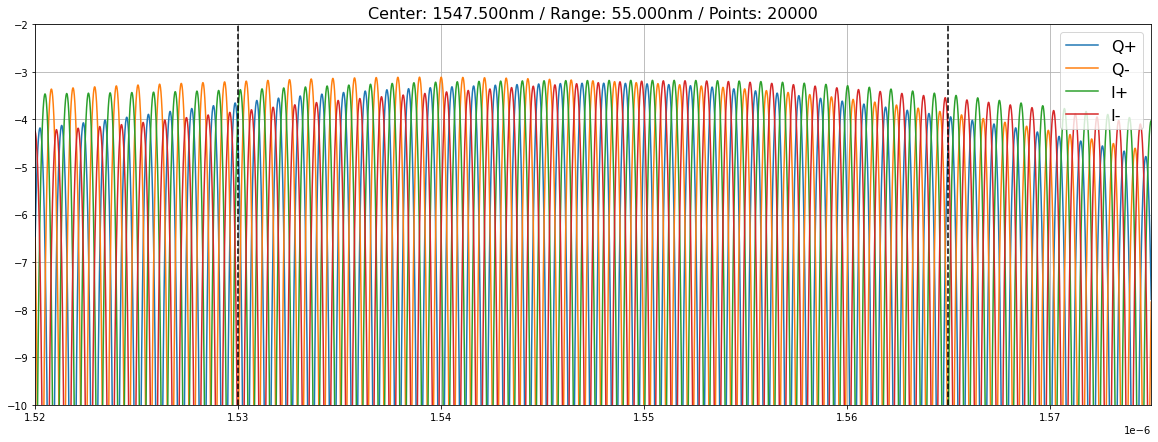 Center: 1547.500nm / Range: 55.000nm / Points: 20000
−2
−3
−4
−5
−6
−7
−8
−9
−10
Q+
Q-
I+
I-
1.52
1.53
1.54
1.55
1.56
1.57
1e−6